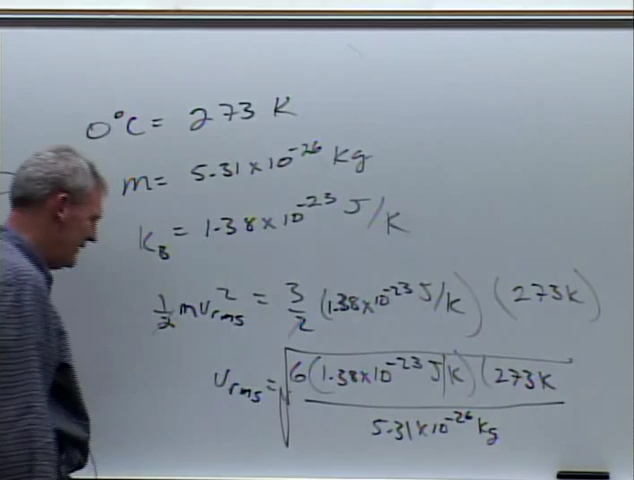 0°C = 273 K
m = 5.31 × 10⁻²⁶ kg
k_B = 1.38 × 10⁻²³ J/K
½ m v_rms² = 3/2 (1.38 × 10⁻²³ J/K) (273 K)
v_rms = √(6 (1.38 × 10⁻²³ J/K) (273 K / 5.31 × 10⁻²⁶ kg)